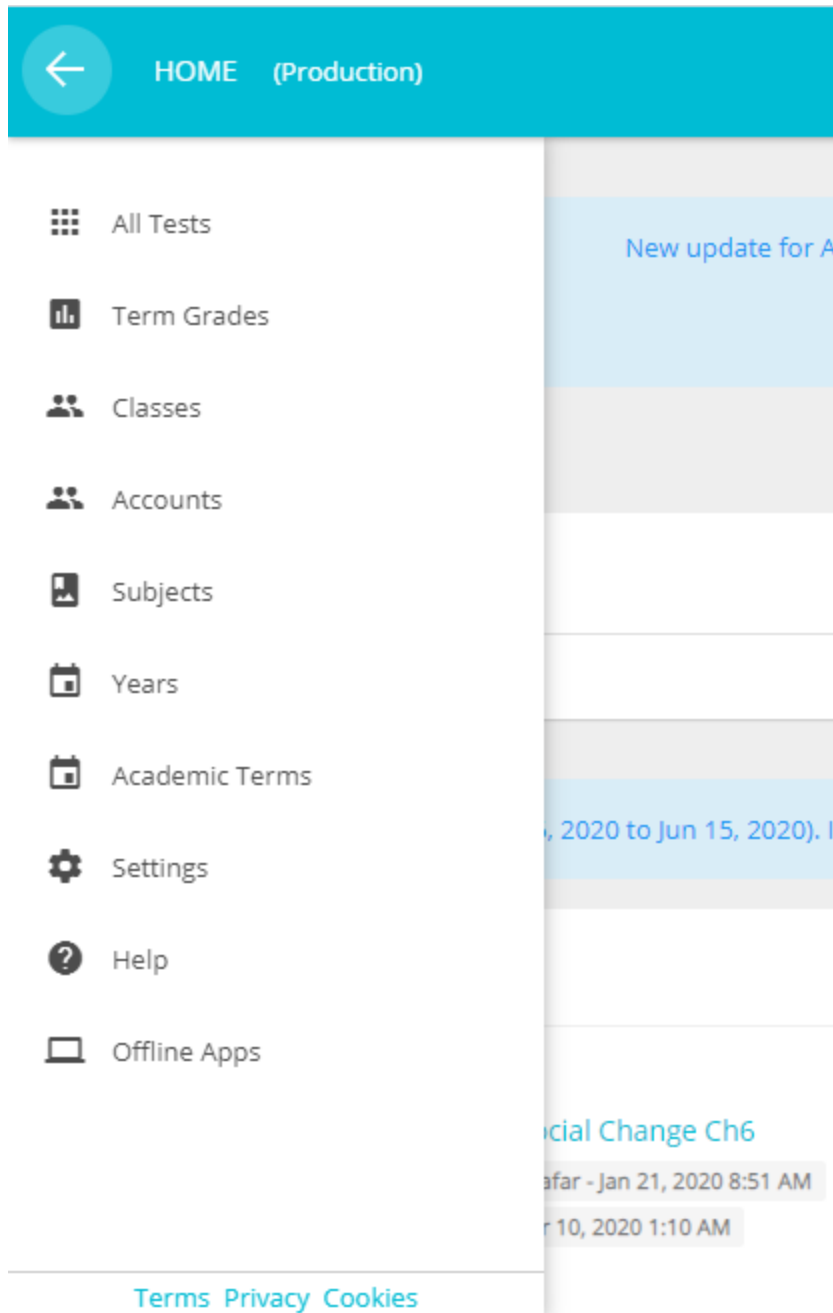 HOME (Production)
All Tests
Term Grades
Classes
Accounts
Subjects
Years
Academic Terms
Settings
Help
Offline Apps
Terms Privacy Cookies
New update for
, 2020 to Jun 15, 2020).
cial Change Ch6
afar - Jan 21, 2020 8:51 AM
10, 2020 1:10 AM